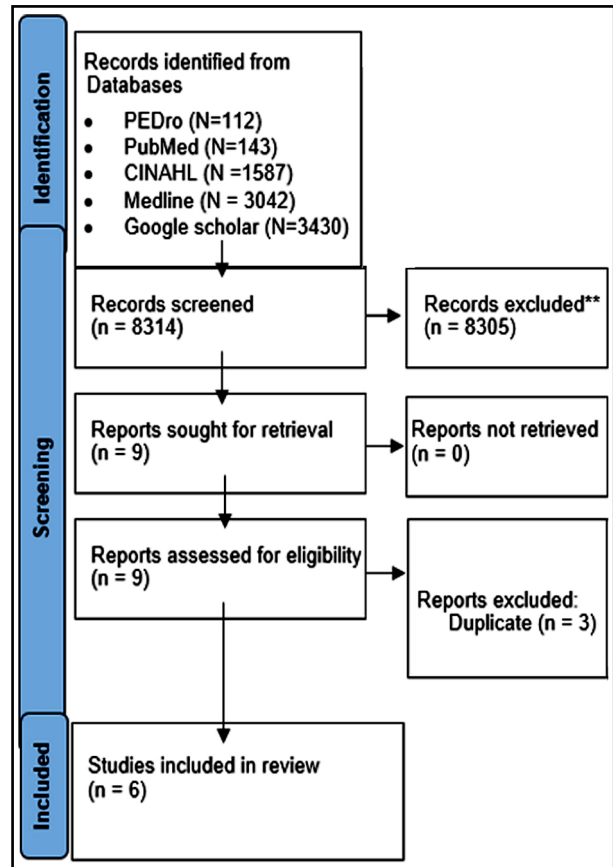 Identification
Records identified from
Databases
• PEDro (N=112)
• PubMed (N=143)
• CINAHL (N =1587)
• Medline (N = 3042)
• Google scholar (N=3430)
Screening
Records screened
(n = 8314)
Records excluded**
(n = 8305)
Reports sought for retrieval
(n = 9)
Reports not retrieved
(n = 0)
Reports assessed for eligibility
(n = 9)
Reports excluded:
Duplicate (n = 3)
Included
Studies included in review
(n = 6)